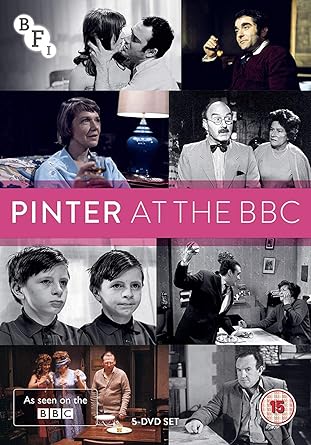 BFI
PINTER AT THE BBC
As seen on the
BBC
5-DVD SET
15